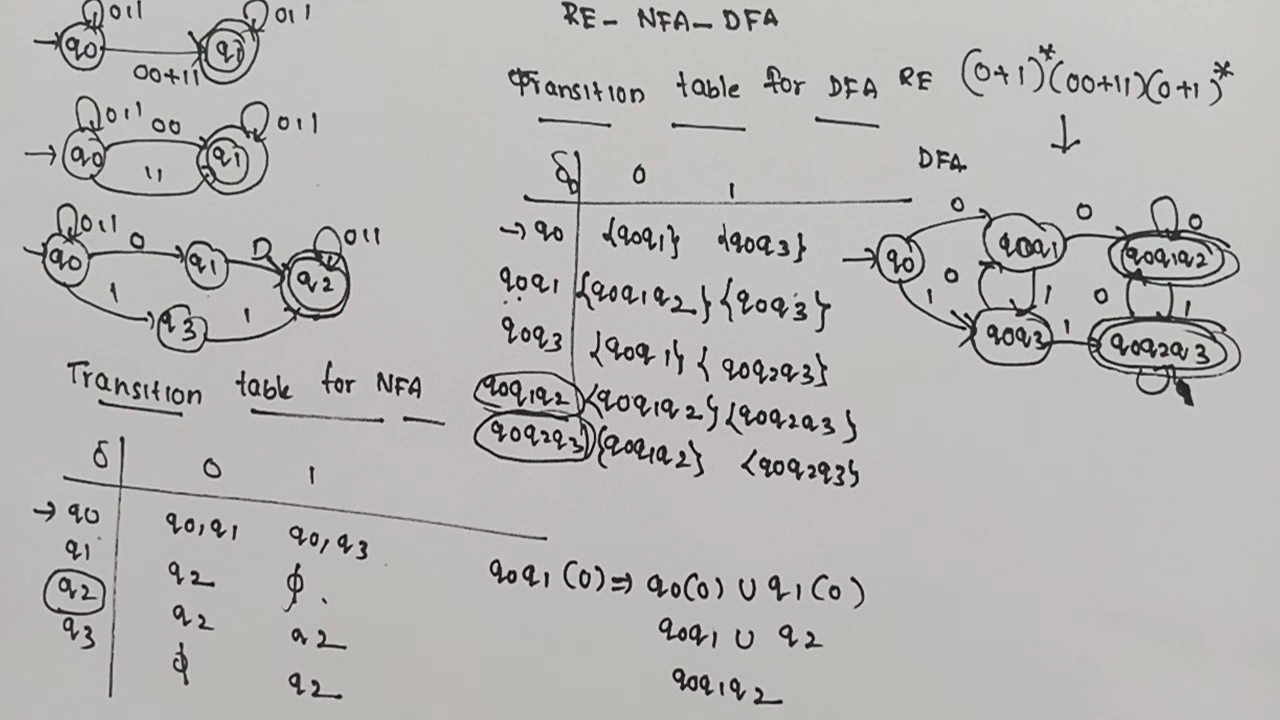 RE - NFA - DFA
0,1 0,1
q0 q1
00+11
0,1 00 0,1
q0 q1
11
0,1 0 0 0,1
q0 q1 q2
1 q3 1
Transition table for NFA
δ 0 1
→ q0 q0,q1 q0,q3
q1 q2 φ
q2 q2 q2
q3 φ q2
Transition table for DFA
δD 0 1
→ q0 {q0q1} {q0q3}
q0q1 {q0q1q2} {q0q3}
q0q3 {q0q1} {q0q2q3}
q0q1q2 {q0q1q2} {q0q2q3}
q0q2q3 {q0q1q2} {q0q2q3}
q0q1(0) ⇒ q0(0) ∪ q1(0)
q0q1 ∪ q2
q0q1q2
RE (0+1)*(00+11)(0+1)*
↓
DFA
0 0 0
q0 q0q1 q0q1q2
1 0 1 0 1
q0q3 1 q0q2q3